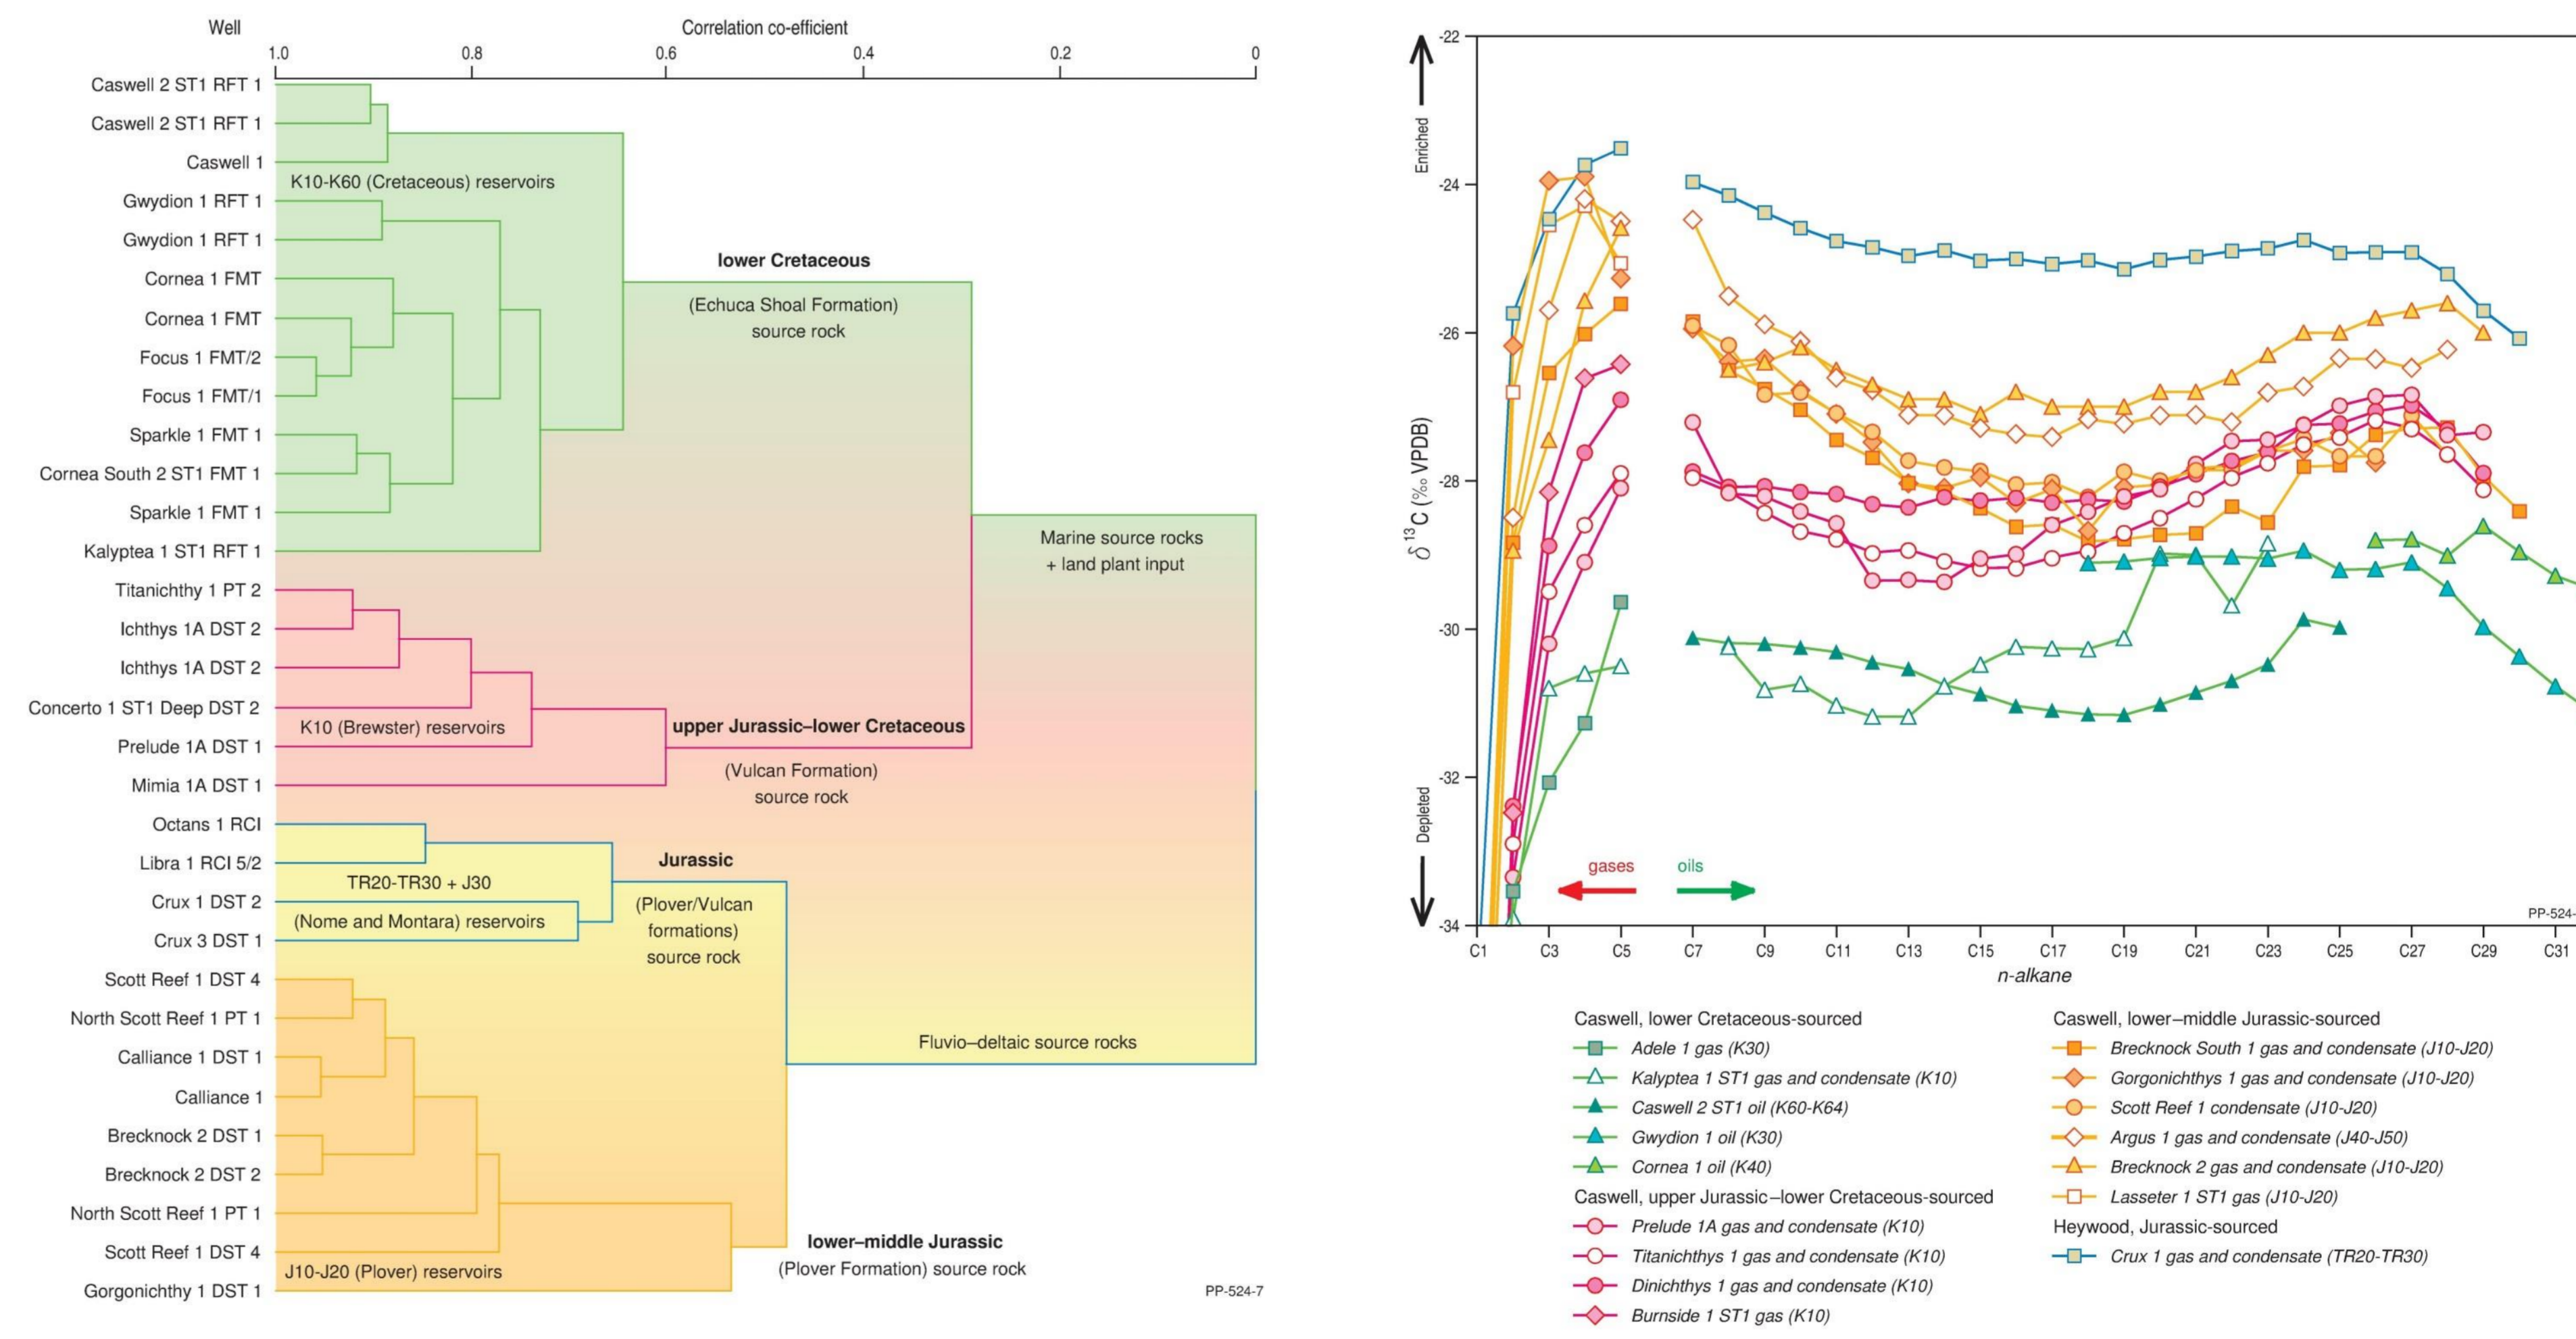 Well
Correlation co-efficient
1.0 0.8 0.6 0.4 0.2 0
Caswell 2 ST1 RFT 1
Caswell 2 ST1 RFT 1
Caswell 1
K10-K60 (Cretaceous) reservoirs
Gwydion 1 RFT 1
Gwydion 1 RFT 1
Cornea 1 FMT
Cornea 1 FMT
Focus 1 FMT/2
Focus 1 FMT/1
Sparkle 1 FMT 1
Cornea South 2 ST1 FMT 1
Sparkle 1 FMT 1
Kalyptea 1 ST1 RFT 1
lower Cretaceous
(Echuca Shoal Formation)
source rock
Marine source rocks
+ land plant input
Titanichthy 1 PT 2
Ichthys 1A DST 2
Ichthys 1A DST 2
Concerto 1 ST1 Deep DST 2
K10 (Brewster) reservoirs
Prelude 1A DST 1
Mimia 1A DST 1
upper Jurassic–lower Cretaceous
(Vulcan Formation)
source rock
Octans 1 RCI
Libra 1 RCI 5/2
TR20-TR30 + J30
Crux 1 DST 2
(Nome and Montara) reservoirs
Crux 3 DST 1
Jurassic
(Plover/Vulcan
formations)
source rock
Scott Reef 1 DST 4
North Scott Reef 1 PT 1
Calliance 1 DST 1
Calliance 1
Brecknock 2 DST 1
Brecknock 2 DST 2
North Scott Reef 1 PT 1
Scott Reef 1 DST 4
J10-J20 (Plover) reservoirs
Gorgonichthy 1 DST 1
Fluvio–deltaic source rocks
lower–middle Jurassic
(Plover Formation) source rock
PP-524-7
Enriched
δ13C (‰ VPDB)
Depleted
-22
-24
-26
-28
-30
-32
-34
gases
oils
PP-524-
C1 C3 C5 C7 C9 C11 C13 C15 C17 C19 C21 C23 C25 C27 C29 C31
n-alkane
Caswell, lower Cretaceous-sourced
Adele 1 gas (K30)
Kalyptea 1 ST1 gas and condensate (K10)
Caswell 2 ST1 oil (K60-K64)
Gwydion 1 oil (K30)
Cornea 1 oil (K40)
Caswell, upper Jurassic–lower Cretaceous-sourced
Prelude 1A gas and condensate (K10)
Titanichthys 1 gas and condensate (K10)
Dinichthys 1 gas and condensate (K10)
Burnside 1 ST1 gas (K10)
Caswell, lower–middle Jurassic-sourced
Brecknock South 1 gas and condensate (J10-J20)
Gorgonichthys 1 gas and condensate (J10-J20)
Scott Reef 1 condensate (J10-J20)
Argus 1 gas and condensate (J40-J50)
Brecknock 2 gas and condensate (J10-J20)
Lasseter 1 ST1 gas (J10-J20)
Heywood, Jurassic-sourced
Crux 1 gas and condensate (TR20-TR30)